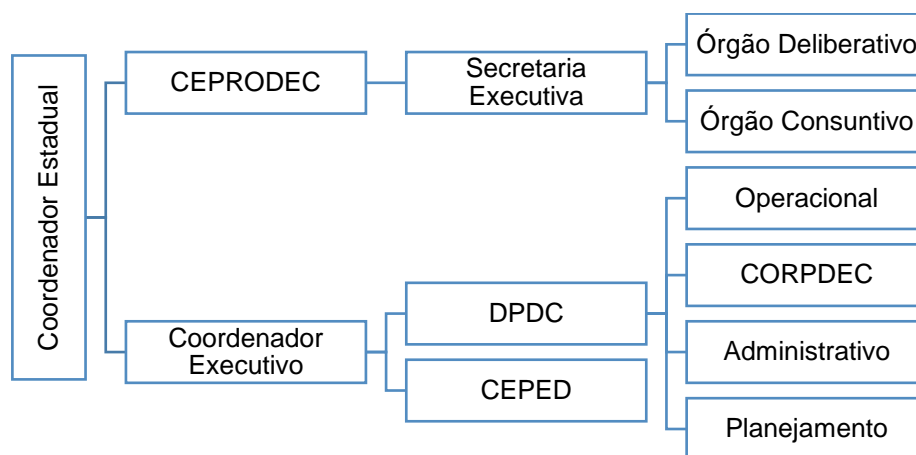 Coordenador Estadual
CEPRODEC
Secretaria
Executiva
Órgão Deliberativo
Órgão Consuntivo
Coordenador
Executivo
DPDC
CEPED
Operacional
CORPDEC
Administrativo
Planejamento